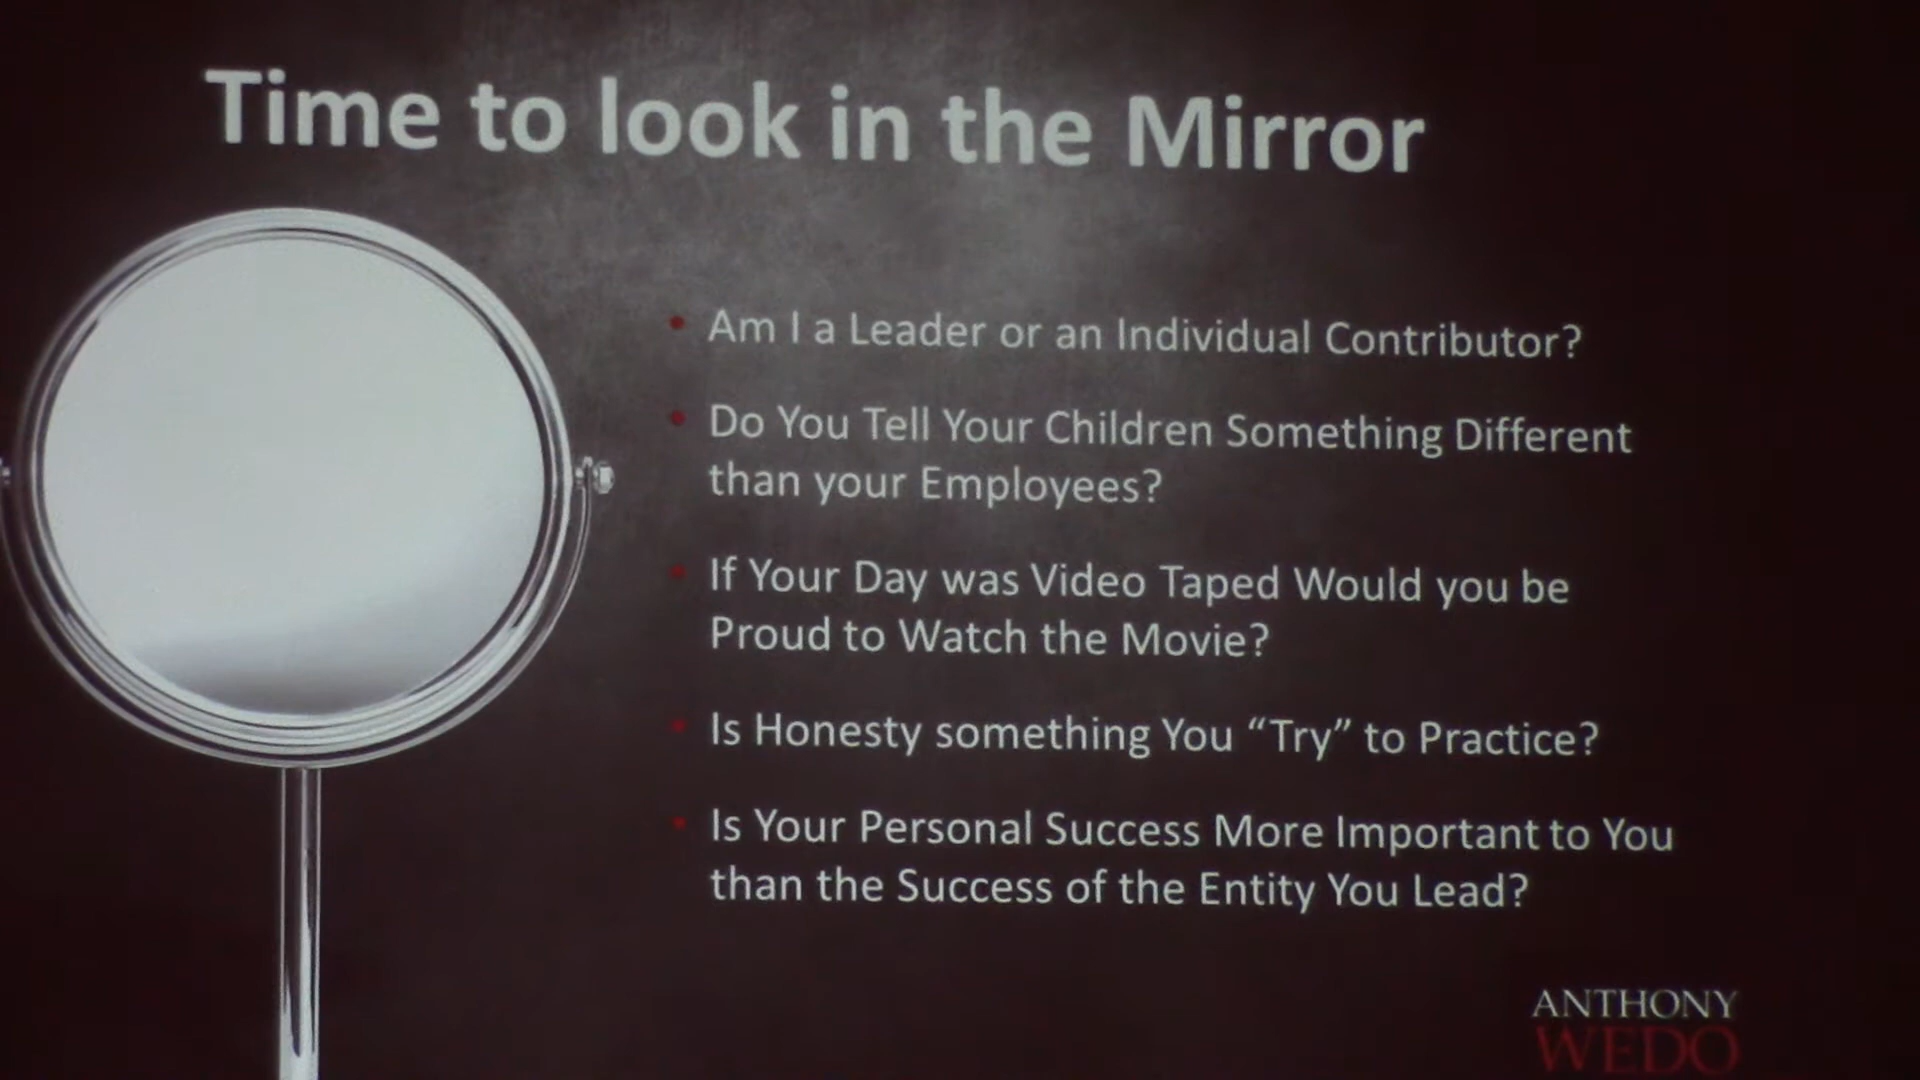 Time to look in the Mirror
• Am I a Leader or an Individual Contributor?
• Do You Tell Your Children Something Different
than your Employees?
• If Your Day was Video Taped Would you be
Proud to Watch the Movie?
• Is Honesty something You “Try” to Practice?
• Is Your Personal Success More Important to You
than the Success of the Entity You Lead?
ANTHONY
WEDO